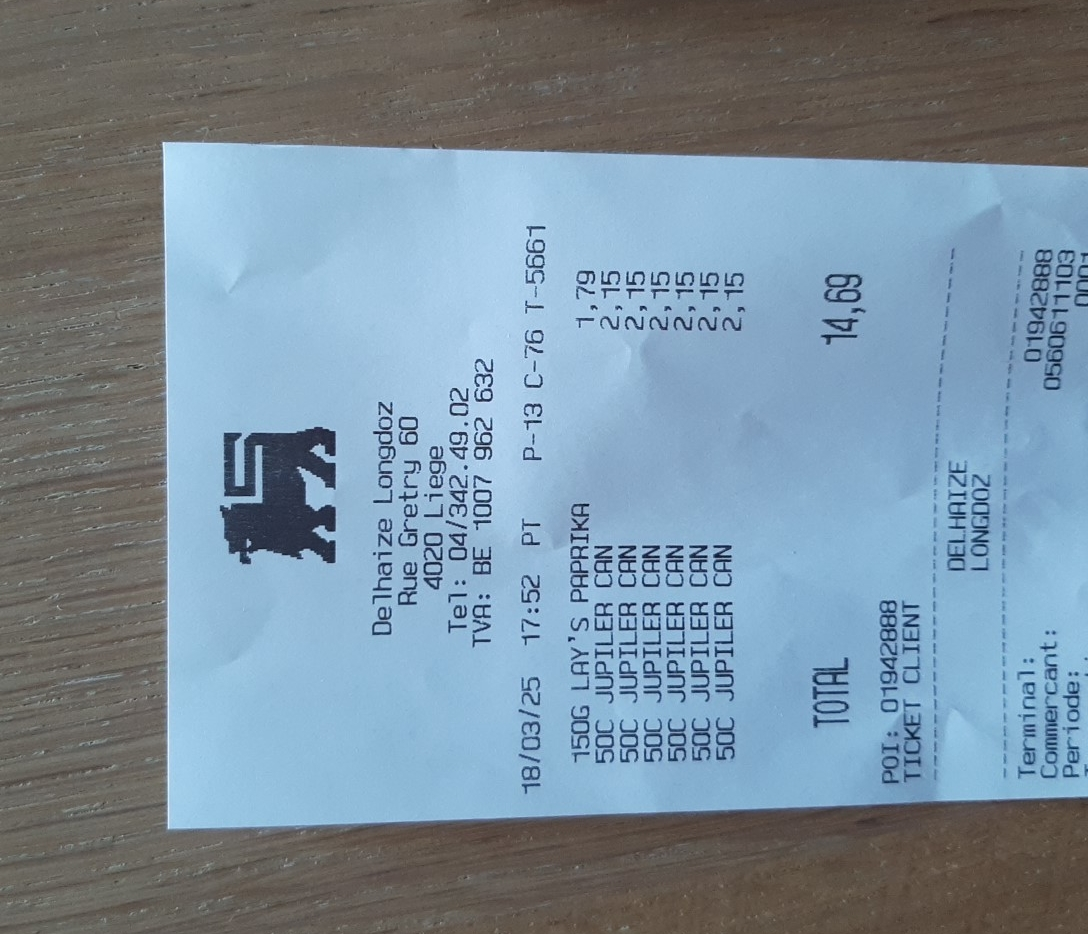 Delhaize Longdoz
Rue Gretry 60
4020 Liege
Tel: 04/342.49.02
TVA: BE 1007 962 632
18/03/25 17:52 PT P-13 C-76 T-5661
150G LAY'S PAPRIKA 1,79
50C JUPILER CAN 2,15
50C JUPILER CAN 2,15
50C JUPILER CAN 2,15
50C JUPILER CAN 2,15
50C JUPILER CAN 2,15
50C JUPILER CAN 2,15
TOTAL 14,69
POI: 01942888
TICKET CLIENT
DELHAIZE
LONGDOZ
Terminal: 01942888
Commercant: 0560611103
Periode: 0001